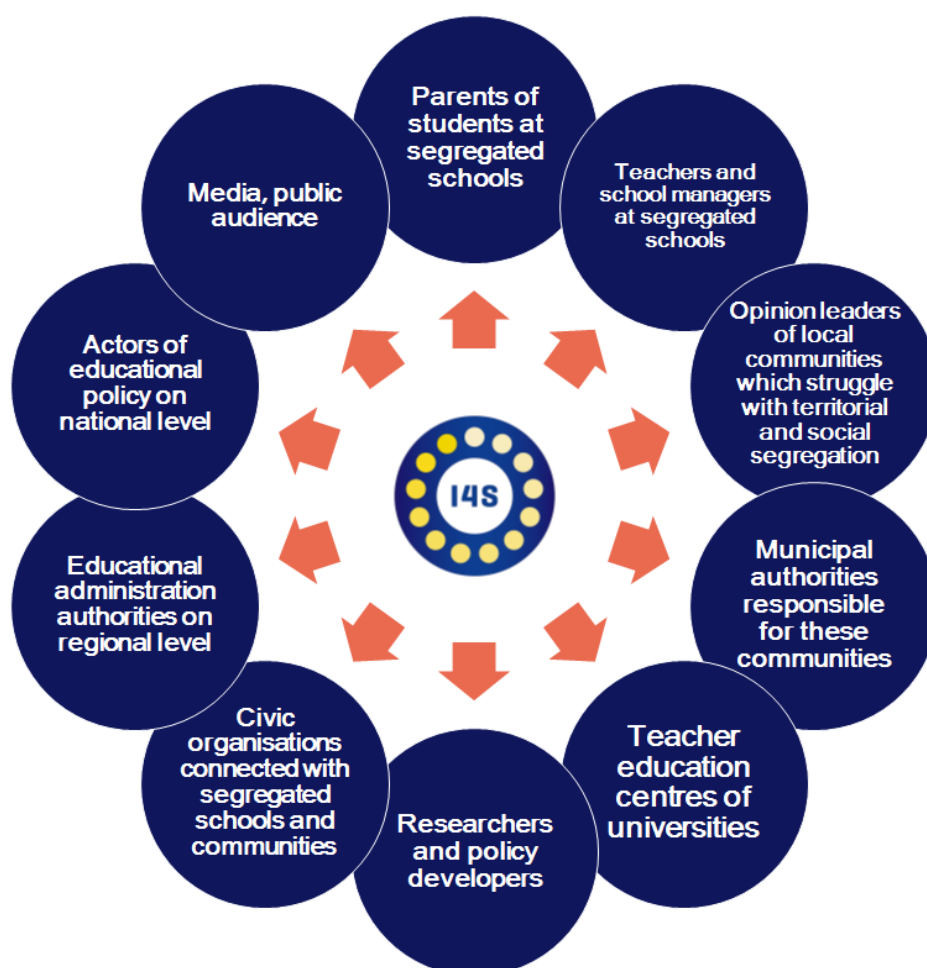 Parents of
students at
segregated
schools
Teachers and
school managers
at segregated
schools
Opinion leaders
of local
communities
which struggle
with territorial
and social
segregation
Municipal
authorities
responsible
for these
communities
Teacher
education
centres of
universities
Researchers
and policy
developers
Civic
organisations
connected with
segregated
schools and
communities
Educational
administration
authorities on
regional level
Actors of
educational
policy on
national level
Media, public
audience
I4S